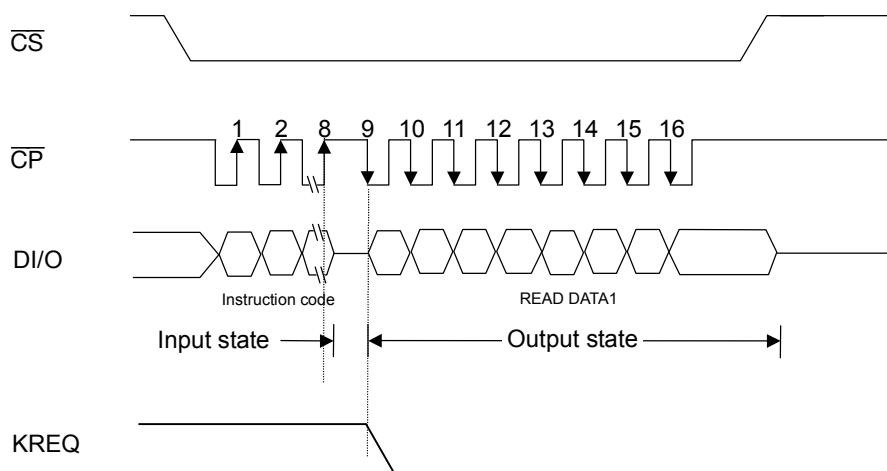 CS
1 2 8 9 10 11 12 13 14 15 16
CP
DI/O
Instruction code READ DATA1
Input state Output state
KREQ